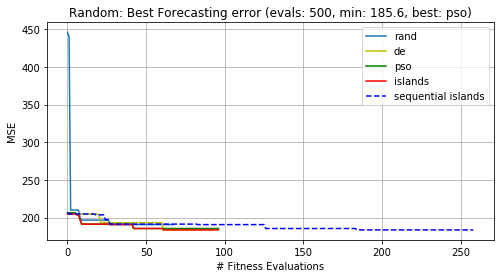 Random: Best Forecasting error (evals: 500, min: 185.6, best: pso)
450
400
350
300
250
200
MSE
rand
de
pso
islands
sequential islands
0
50
100
150
200
250
# Fitness Evaluations